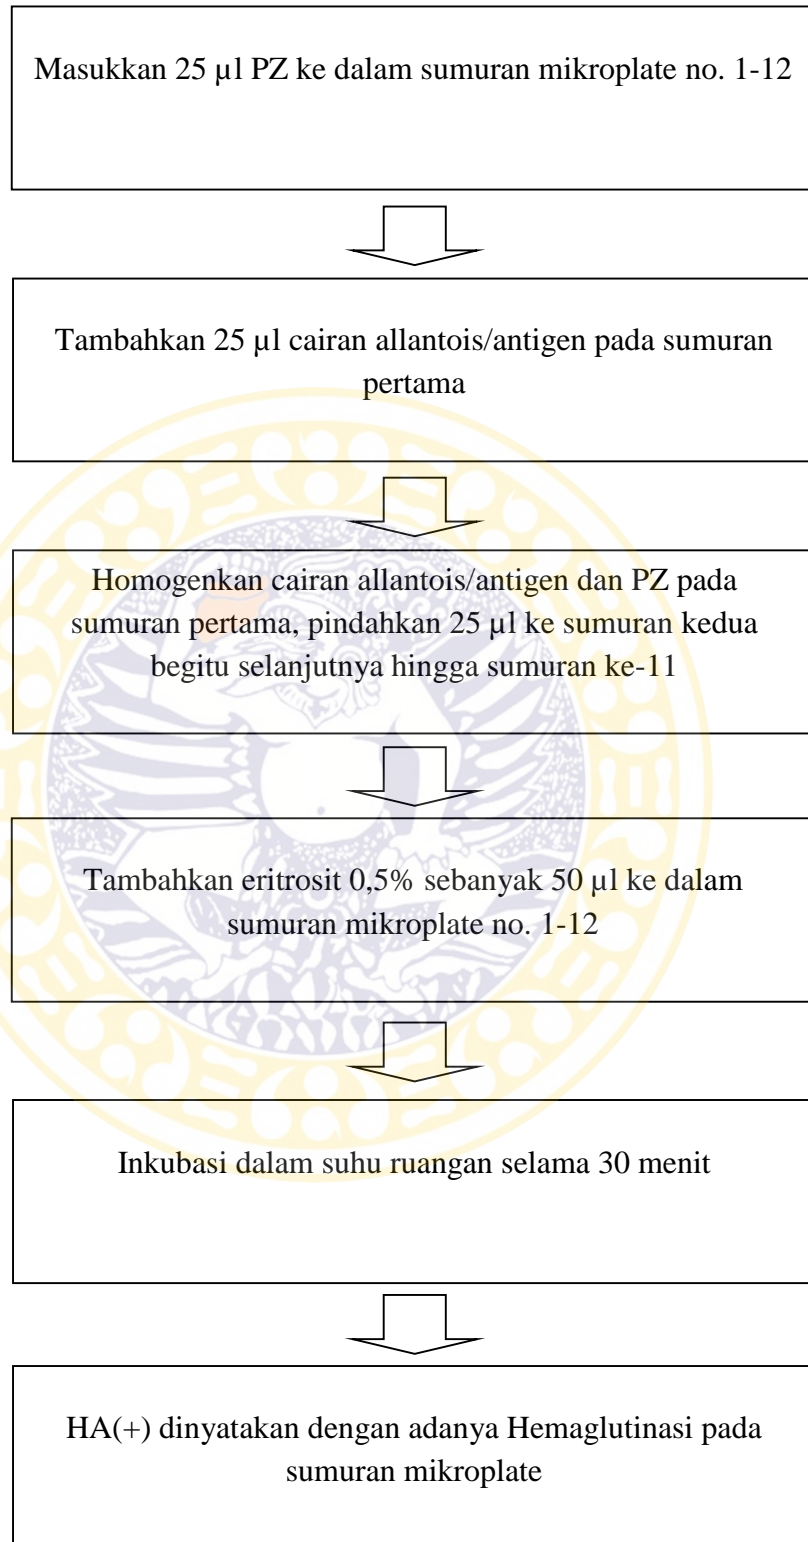 Masukkan 25 µl PZ ke dalam sumuran mikroplate no. 1-12
Tambahkan 25 µl cairan allantois/antigen pada sumuran
pertama
Homogenkan cairan allantois/antigen dan PZ pada
sumuran pertama, pindahkan 25 µl ke sumuran kedua
begitu selanjutnya hingga sumuran ke-11
Tambahkan eritrosit 0,5% sebanyak 50 µl ke dalam
sumuran mikroplate no. 1-12
Inkubasi dalam suhu ruangan selama 30 menit
HA(+) dinyatakan dengan adanya Hemaglutinasi pada
sumuran mikroplate